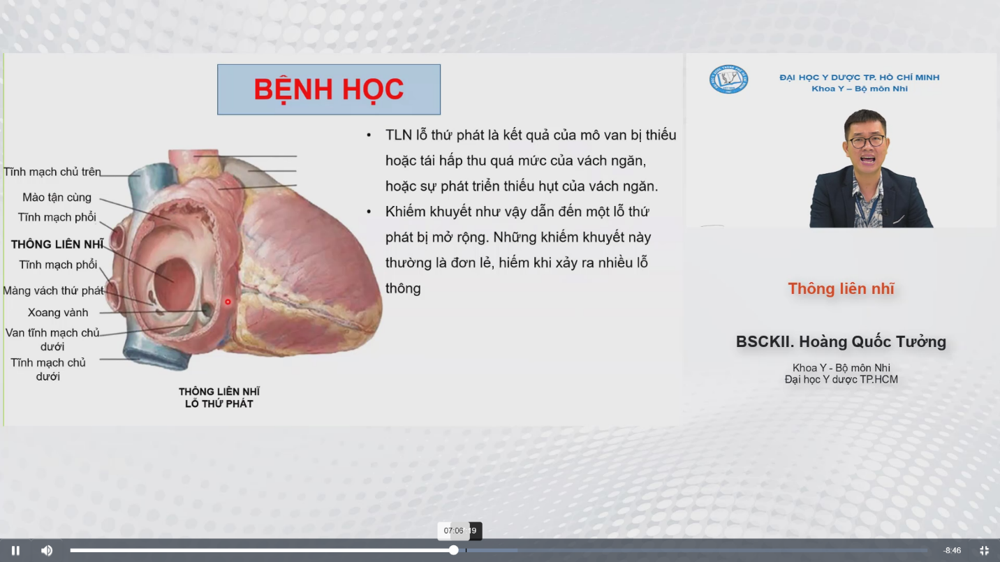 BỆNH HỌC
Tĩnh mạch chủ trên
Mào tận cùng
Tĩnh mạch phổi
THÔNG LIÊN NHĨ
Tĩnh mạch phổi
Màng vách thứ phát
Xoang vành
Van tĩnh mạch chủ
dưới
Tĩnh mạch chủ
dưới
THÔNG LIÊN NHĨ
LỖ THỨ PHÁT
• TLN lỗ thứ phát là kết quả của mô van bị thiếu
hoặc tái hấp thu quá mức của vách ngăn,
hoặc sự phát triển thiếu hụt của vách ngăn.
• Khiếm khuyết như vậy dẫn đến một lỗ thứ
phát bị mở rộng. Những khiếm khuyết này
thường là đơn lẻ, hiếm khi xảy ra nhiều lỗ
thông
ĐẠI HỌC Y DƯỢC TP. HỒ CHÍ MINH
Khoa Y – Bộ môn Nhi
Thông liên nhĩ
BSCKII. Hoàng Quốc Tưởng
Khoa Y - Bộ môn Nhi
Đại học Y dược TP.HCM
07:06 19
-8:46